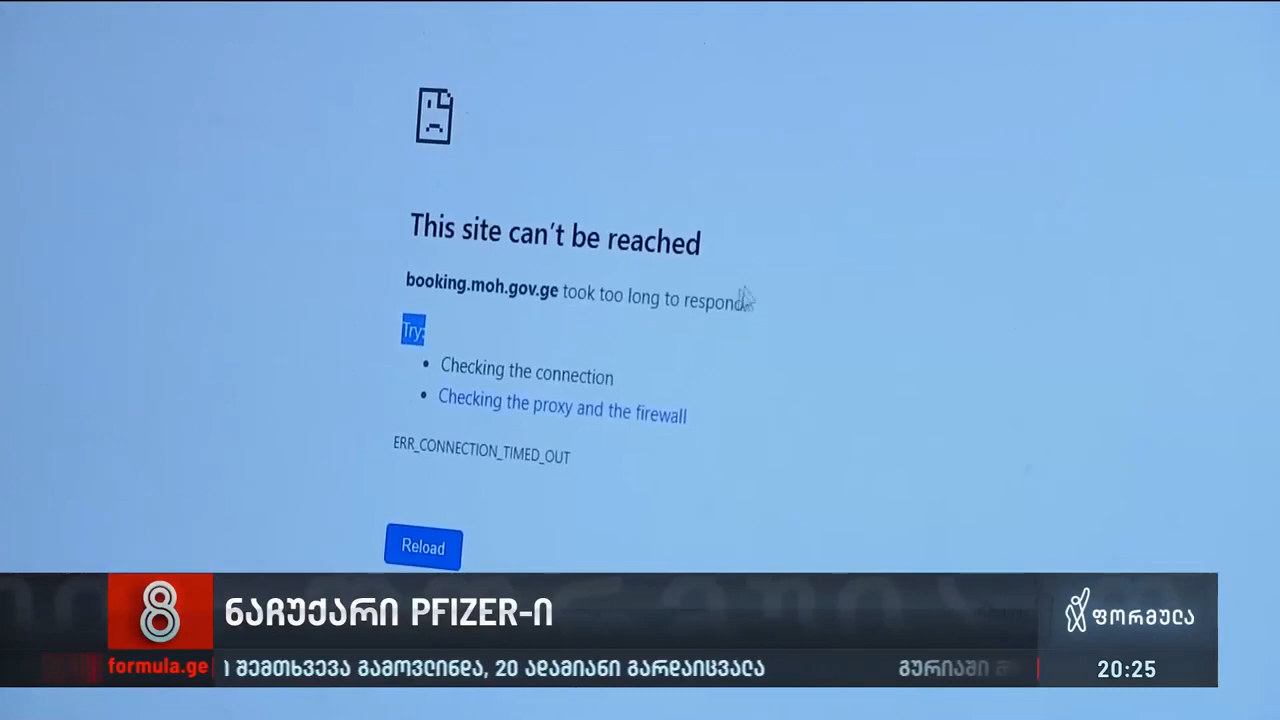 This site can't be reached
booking.moh.gov.ge took too long to respond.
Try:
Checking the connection
Checking the proxy and the firewall
ERR_CONNECTION_TIMED_OUT
Reload
8
ნაჩუქარი PFIZER-ი
ფორმულა
formula.ge
შემთხვევა გამოვლინდა, 20 ადამიანი გარდაიცვალა
გურიაში
20:25